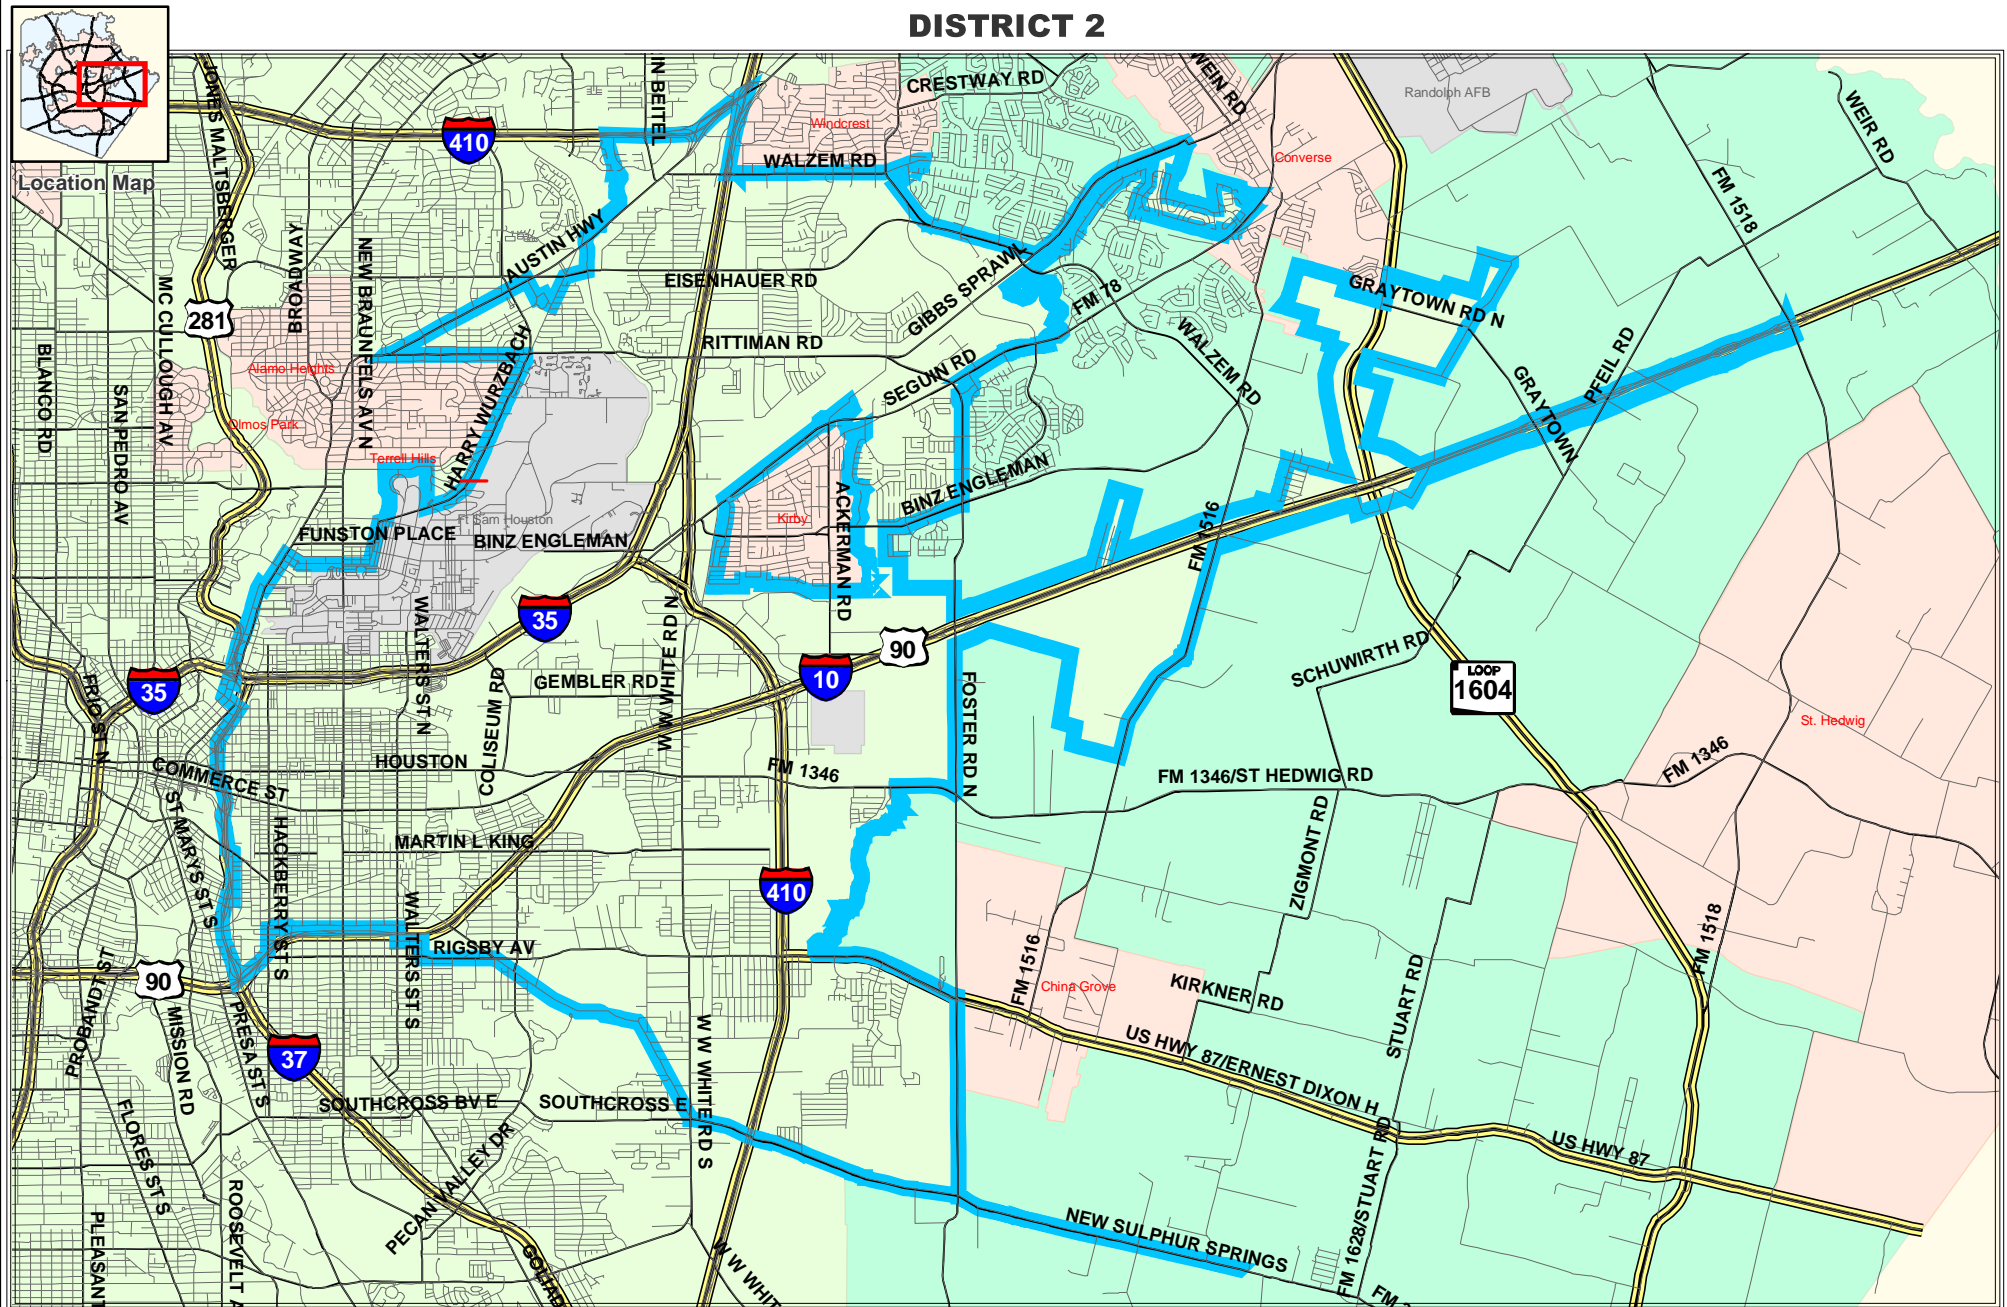 DISTRICT 2
Location Map
JONES MALTSBERGER
410
IN BEITEL
CRESTWAY RD
WEIN RD
Randolph AFB
WEIR RD
Windcrest
WALZEM RD
Converse
FM 1518
MC CULLOUGH AV
BROADWAY
NEW BRAUNFELS AV N
AUSTIN HWY
EISENHAUER RD
GIBBS SPRAWL
FM 78
GRAYTOWN RD N
281
BLANCO RD
SAN PEDRO AV
Alamo Heights
Olmos Park
Terrell Hills
HARRY WURZBACH
RITTIMAN RD
SEGUIN RD
WALZEM RD
PFEIL RD
GRAYTOWN
Ft Sam Houston
Kirby
ACKERMAN RD
BINZ ENGLEMAN
FM 1516
FUNSTON PLACE
BINZ ENGLEMAN
35
WALTERS ST N
W W WHITE RD N
90
10
SCHUWIRTH RD
LOOP
1604
35
FRIO ST N
GEMBLER RD
COLISEUM RD
FOSTER RD N
St. Hedwig
COMMERCE ST
HOUSTON
FM 1346
FM 1346/ST HEDWIG RD
FM 1346
ST MARYS ST S
HACKBERRY ST S
MARTIN L KING
410
ZIGMONT RD
WALTERS ST S
RIGSBY AV
FM 1516
FM 1518
90
PROBANDT ST
MISSION RD
PRESA ST S
China Grove
KIRKNER RD
STUART RD
37
W W WHITE RD S
US HWY 87/ERNEST DIXON H
US HWY 87
SOUTHCROSS BV E
SOUTHCROSS E
FLORES ST S
PECAN VALLEY DR
ROOSEVELT A
PLEASANT
GOLIAD
W W WHIT
NEW SULPHUR SPRINGS
FM 1628/STUART RD
FM